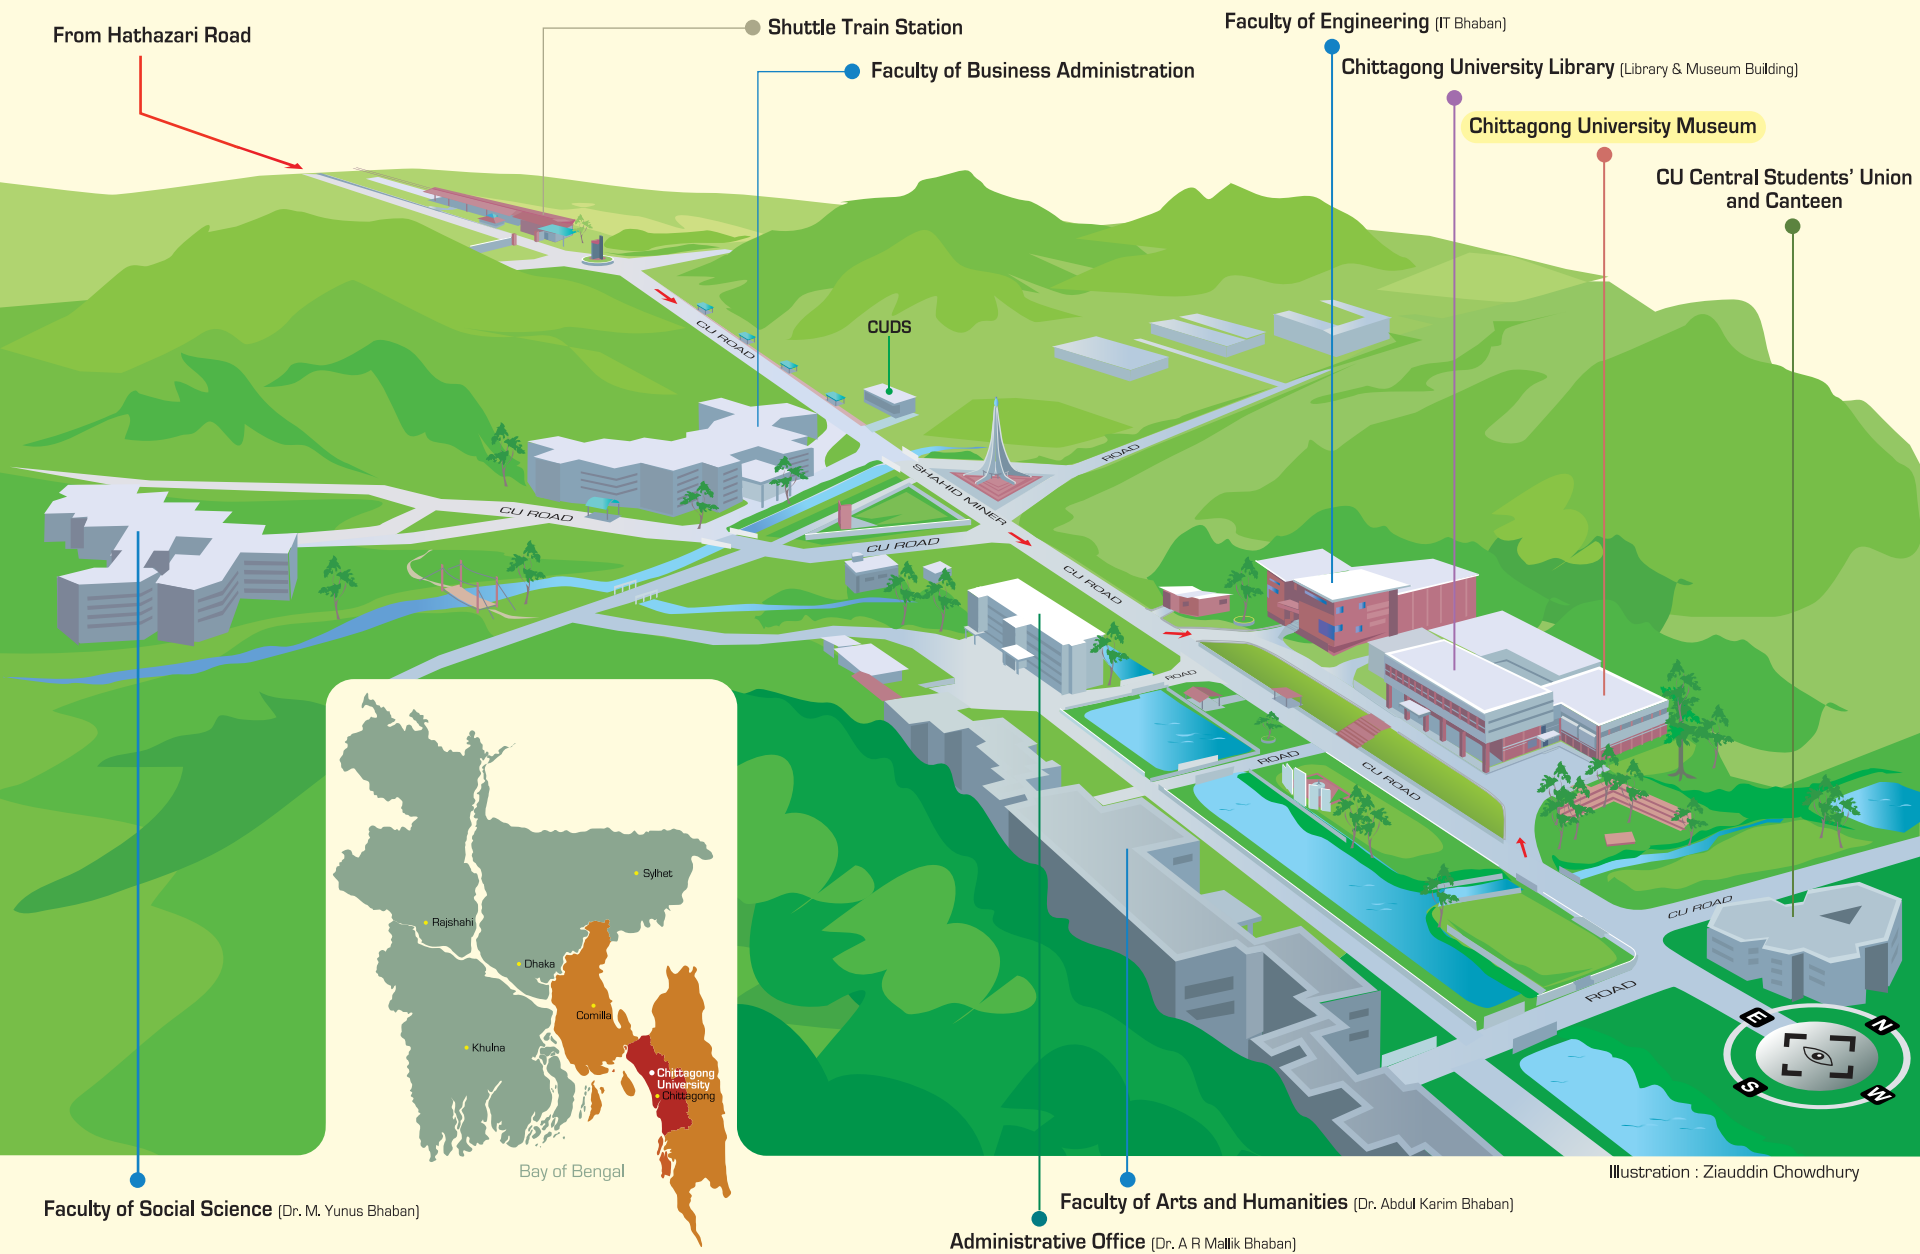 From Hathazari Road
Shuttle Train Station
Faculty of Business Administration
Faculty of Engineering (IT Bhaban)
Chittagong University Library (Library & Museum Building)
Chittagong University Museum
CU Central Students' Union
and Canteen
CUDS
CU ROAD
SHAHID MINER
ROAD
CU ROAD
CU ROAD
CU ROAD
ROAD
ROAD
CU ROAD
CU ROAD
ROAD
E
N
S
W
Sylhet
Rajshahi
Dhaka
Comilla
Khulna
Chittagong
University
Chittagong
Bay of Bengal
Illustration : Ziauddin Chowdhury
Faculty of Social Science (Dr. M. Yunus Bhaban)
Faculty of Arts and Humanities (Dr. Abdul Karim Bhaban)
Administrative Office (Dr. A R Mallik Bhaban)